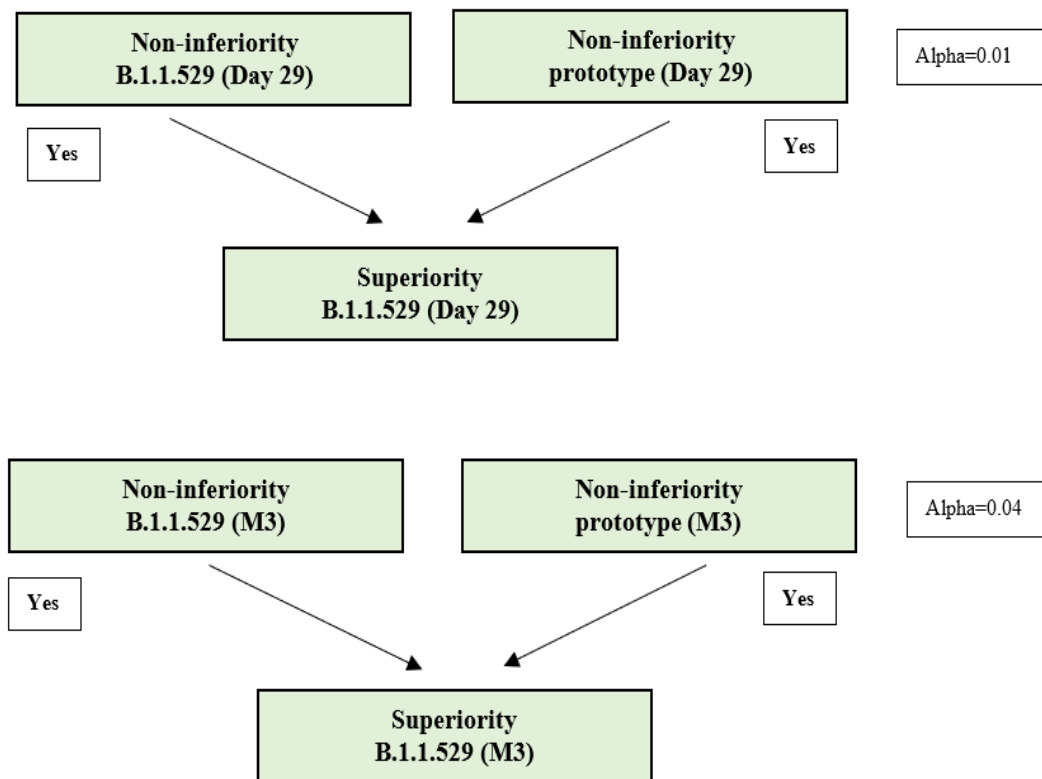 Non-inferiority
B.1.1.529 (Day 29)
Non-inferiority
prototype (Day 29)
Alpha=0.01
Yes
Yes
Superiority
B.1.1.529 (Day 29)
Non-inferiority
B.1.1.529 (M3)
Non-inferiority
prototype (M3)
Alpha=0.04
Yes
Yes
Superiority
B.1.1.529 (M3)